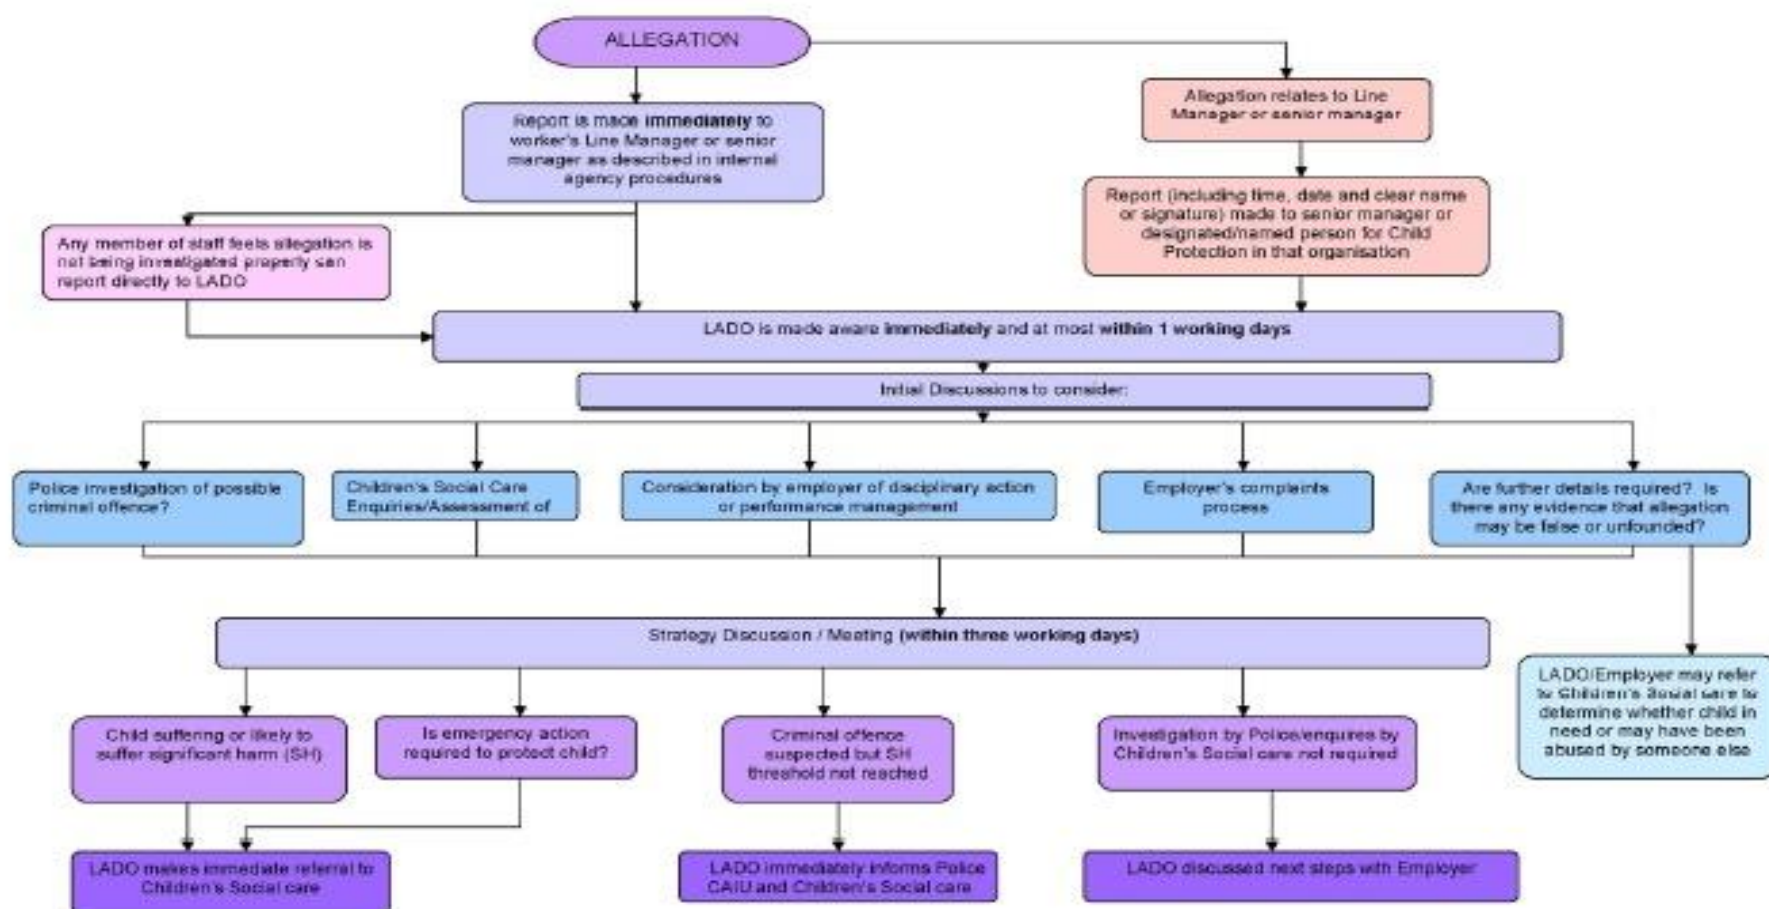 ALLEGATION
Report is made immediately to
worker's Line Manager or senior
manager as described in internal
agency procedures
Allegation relates to Line
Manager or senior manager
Report (including time, date and clear name
or signature) made to senior manager or
designated/named person for Child
Protection in that organisation
Any member of staff feels allegation is
not being investigated properly can
report directly to LADO
LADO is made aware immediately and at most within 1 working days
Initial Discussions to consider:
Police investigation of possible
criminal offence?
Children's Social Care
Enquiries/Assessment of
Consideration by employer of disciplinary action
or performance management
Employer's complaints
process
Are further details required? Is
there any evidence that allegation
may be false or unfounded?
Strategy Discussion / Meeting (within three working days)
LADO/Employer may refer
to Children's Social care to
determine whether child in
need or may have been
abused by someone else
Child suffering or likely to
suffer significant harm (SH)
Is emergency action
required to protect child?
Criminal offence
suspected but SH
threshold not reached
Investigation by Police/enquires by
Children's Social care not required
LADO makes immediate referral to
Children's Social care
LADO immediately informs Police
CAIU and Children's Social care
LADO discussed next steps with Employer